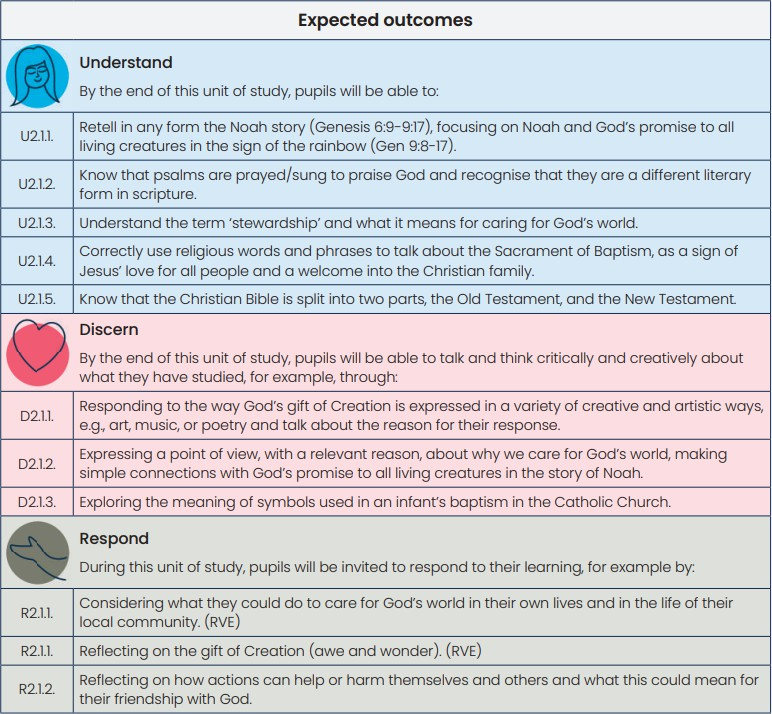 Expected outcomes
Understand
By the end of this unit of study, pupils will be able to:
U2.1.1.
Retell in any form the Noah story (Genesis 6:9-9:17), focusing on Noah and God’s promise to all
living creatures in the sign of the rainbow (Gen 9:8-17).
U2.1.2.
Know that psalms are prayed/sung to praise God and recognise that they are a different literary
form in scripture.
U2.1.3.
Understand the term ‘stewardship’ and what it means for caring for God’s world.
U2.1.4.
Correctly use religious words and phrases to talk about the Sacrament of Baptism, as a sign of
Jesus’ love for all people and a welcome into the Christian family.
U2.1.5.
Know that the Christian Bible is split into two parts, the Old Testament, and the New Testament.
Discern
By the end of this unit of study, pupils will be able to talk and think critically and creatively about
what they have studied, for example, through:
D2.1.1.
Responding to the way God’s gift of Creation is expressed in a variety of creative and artistic ways,
e.g., art, music, or poetry and talk about the reason for their response.
D2.1.2.
Expressing a point of view, with a relevant reason, about why we care for God’s world, making
simple connections with God’s promise to all living creatures in the story of Noah.
D2.1.3.
Exploring the meaning of symbols used in an infant’s baptism in the Catholic Church.
Respond
During this unit of study, pupils will be invited to respond to their learning, for example by:
R2.1.1.
Considering what they could do to care for God’s world in their own lives and in the life of their
local community. (RVE)
R2.1.1.
Reflecting on the gift of Creation (awe and wonder). (RVE)
R2.1.2.
Reflecting on how actions can help or harm themselves and others and what this could mean for
their friendship with God.